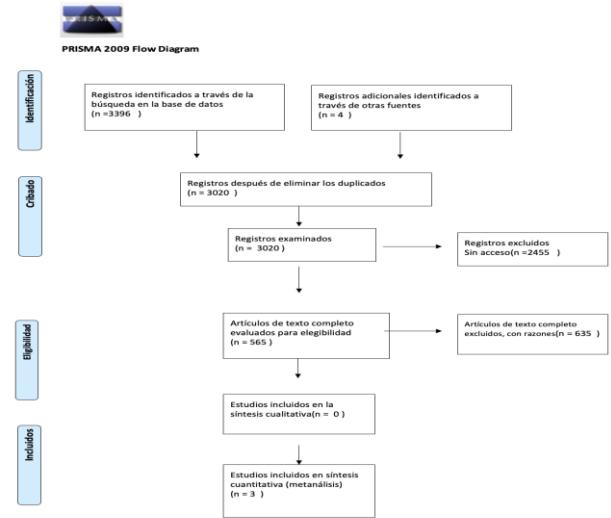 PRISMA
PRISMA 2009 Flow Diagram
Identificación
Registros identificados a través de la
búsqueda en la base de datos
(n =3396 )
Registros adicionales identificados a
través de otras fuentes
(n = 4 )
Cribado
Registros después de eliminar los duplicados
(n = 3020 )
Registros examinados
(n = 3020 )
Registros excluidos
Sin acceso(n =2455 )
Eligibilidad
Artículos de texto completo
evaluados para elegebilidad
(n = 565 )
Artículos de texto completo
excluidos, con razones(n = 635 )
Estudios incluidos en la
síntesis cualitativa(n = 0 )
Incluidos
Estudios incluidos en síntesis
cuantitativa (metanálisis)
(n = 3 )